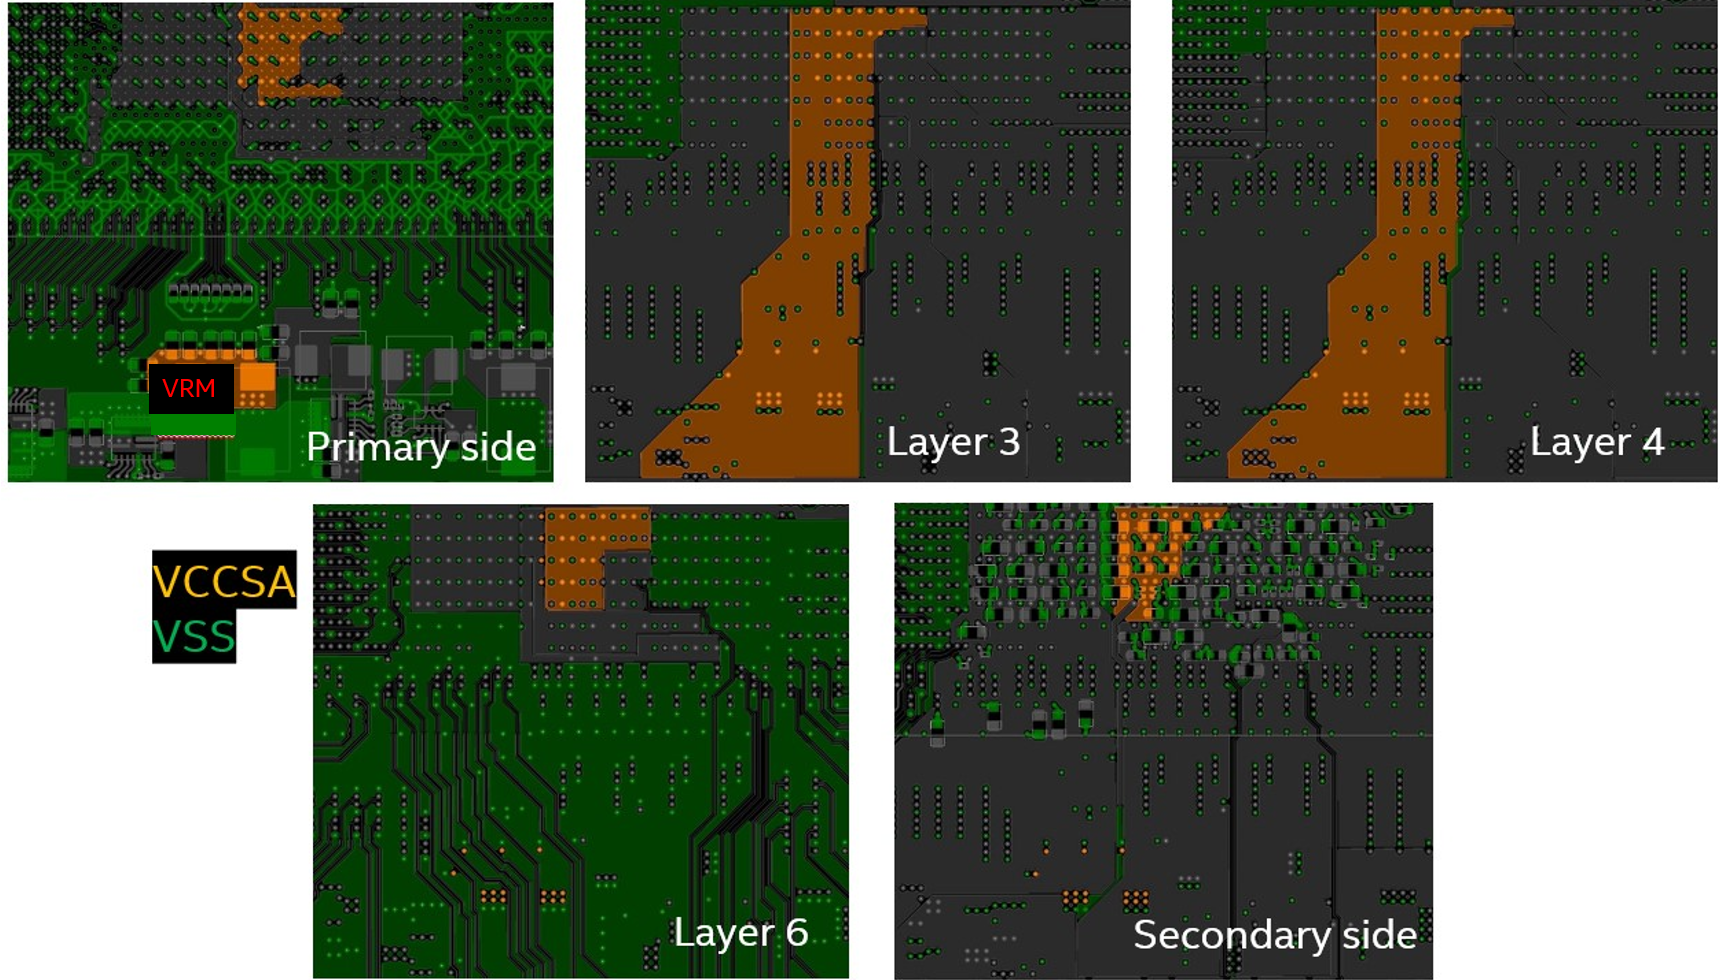 VRM
Primary side
Layer 3
Layer 4
VCCSA
VSS
Layer 6
Secondary side